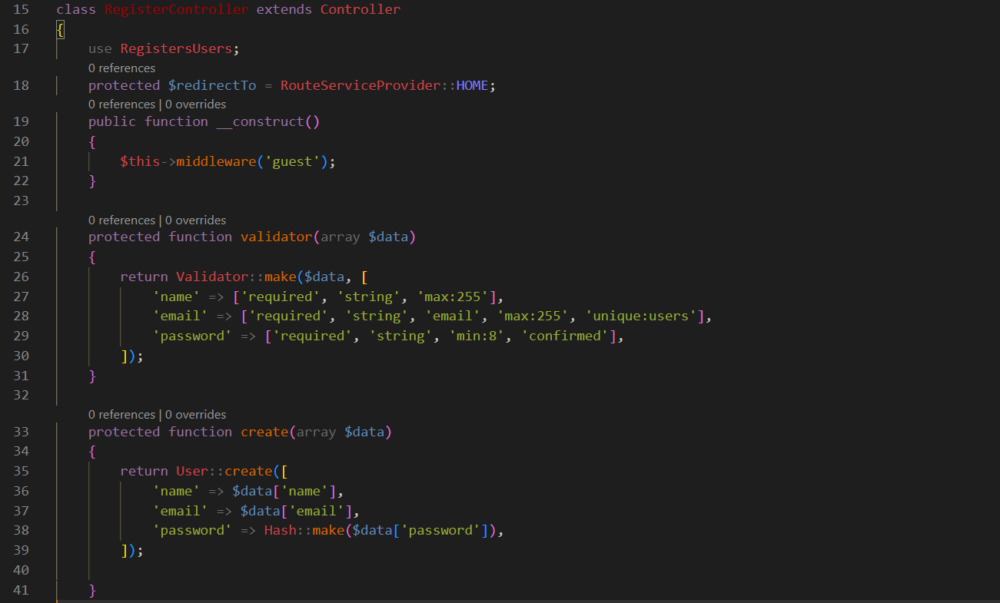 15 class RegisterController extends Controller
16 {
17 use RegistersUsers;
0 references
18 protected $redirectTo = RouteServiceProvider::HOME;
0 references | 0 overrides
19 public function __construct()
20 {
21 $this->middleware('guest');
22 }
23
0 references | 0 overrides
24 protected function validator(array $data)
25 {
26 return Validator::make($data, [
27 'name' => ['required', 'string', 'max:255'],
28 'email' => ['required', 'string', 'email', 'max:255', 'unique:users'],
29 'password' => ['required', 'string', 'min:8', 'confirmed'],
30 ]);
31 }
32
0 references | 0 overrides
33 protected function create(array $data)
34 {
35 return User::create([
36 'name' => $data['name'],
37 'email' => $data['email'],
38 'password' => Hash::make($data['password']),
39 ]);
40
41 }